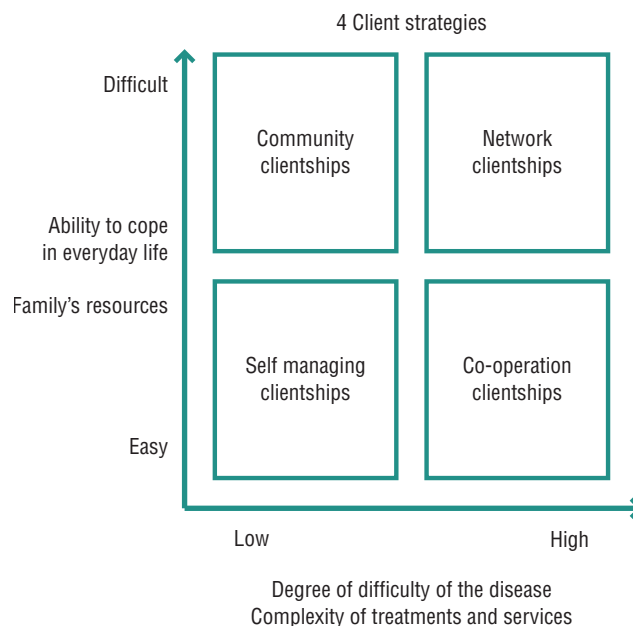 4 Client strategies
Difficult
Community
clientships
Network
clientships
Ability to cope
in everyday life
Family's resources
Self managing
clientships
Co-operation
clientships
Easy
Low
High
Degree of difficulty of the disease
Complexity of treatments and services